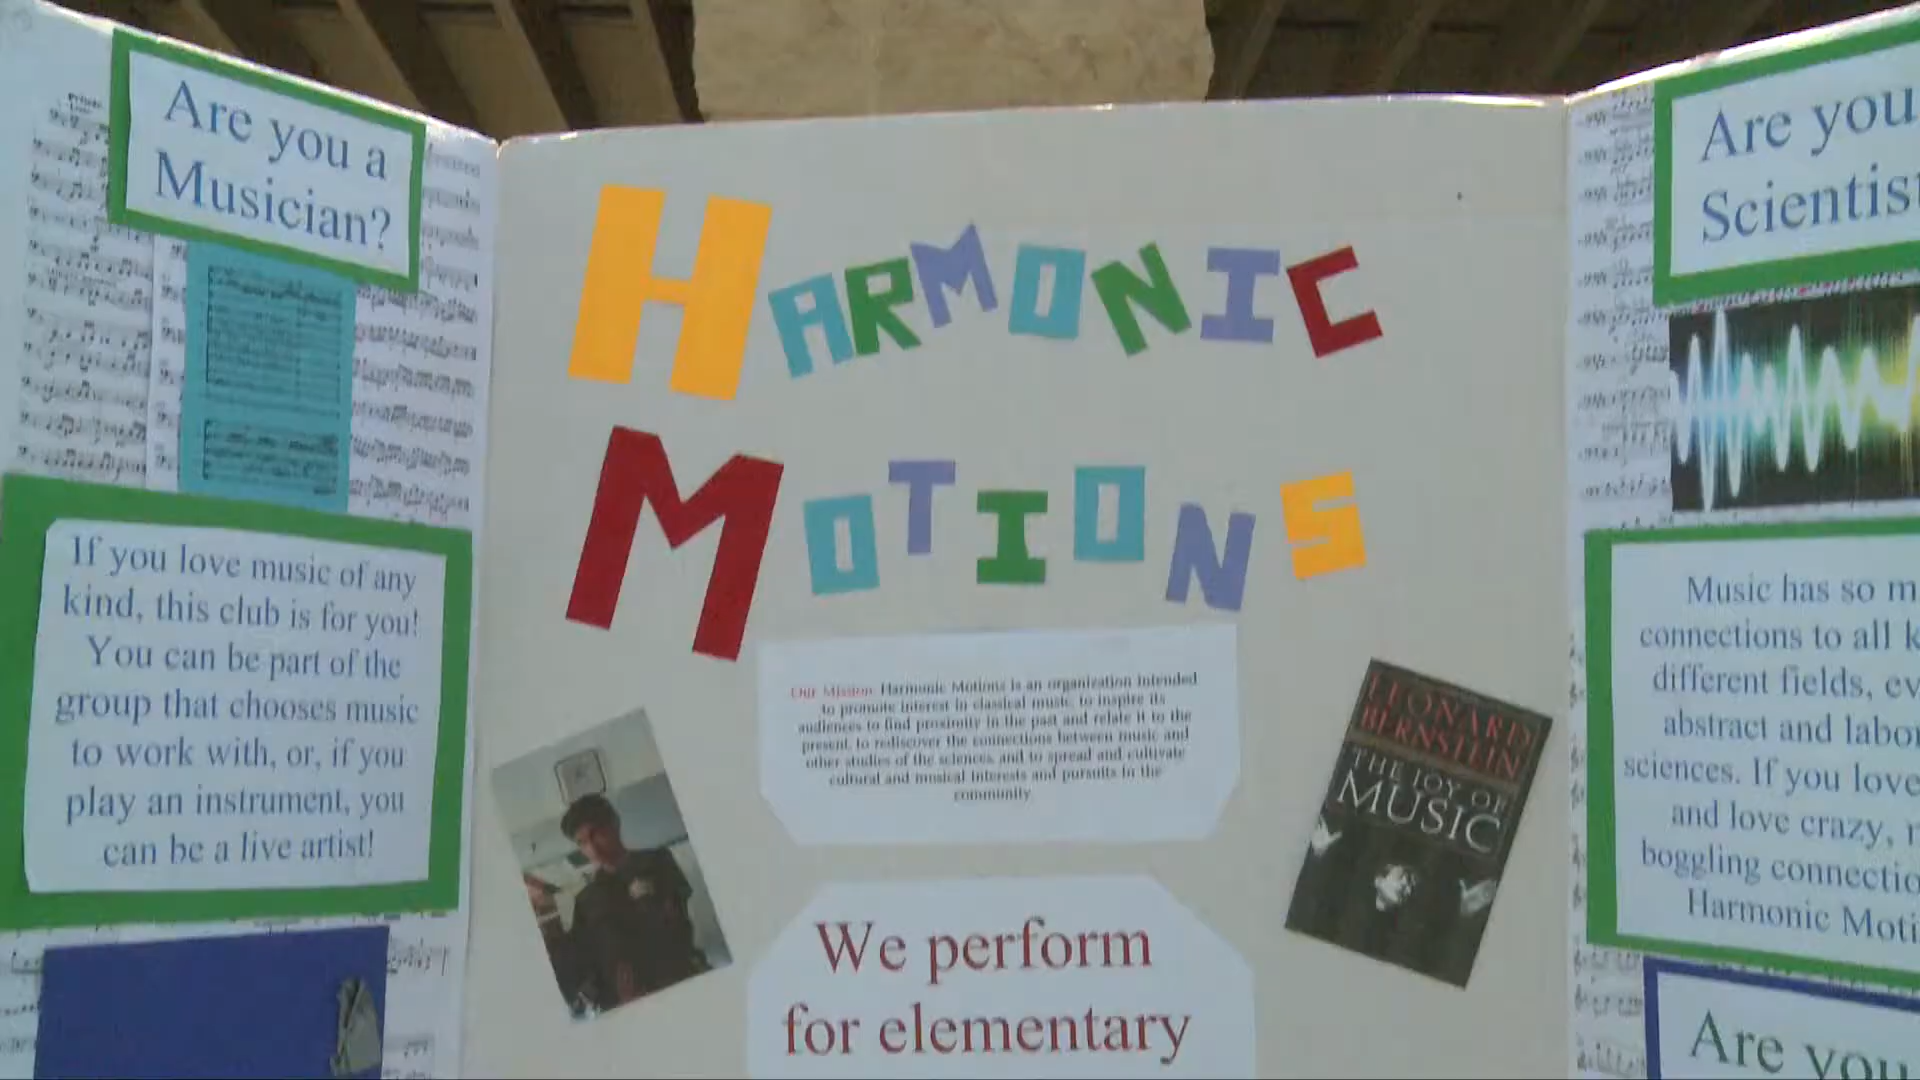 Are you a
Musician?
If you love music of any
kind, this club is for you!
You can be part of the
group that chooses music
to work with, or, if you
play an instrument, you
can be a live artist!
HARMONIC
MOTIONS
Our Mission: Harmonic Motions is an organization intended
to promote interest in classical music, to inspire its
audiences to find proximity in the past and relate it to the
present, to rediscover the connections between music and
other studies of the sciences, and to spread and cultivate
cultural and musical interests and pursuits in the
community.
LEONARD
BERNSTEIN
THE JOY OF
MUSIC
We perform
for elementary
Are you
Scientis
Music has so m
connections to all k
different fields, ev
abstract and labor
sciences. If you love
and love crazy,
boggling connectio
Harmonic Moti
Are you